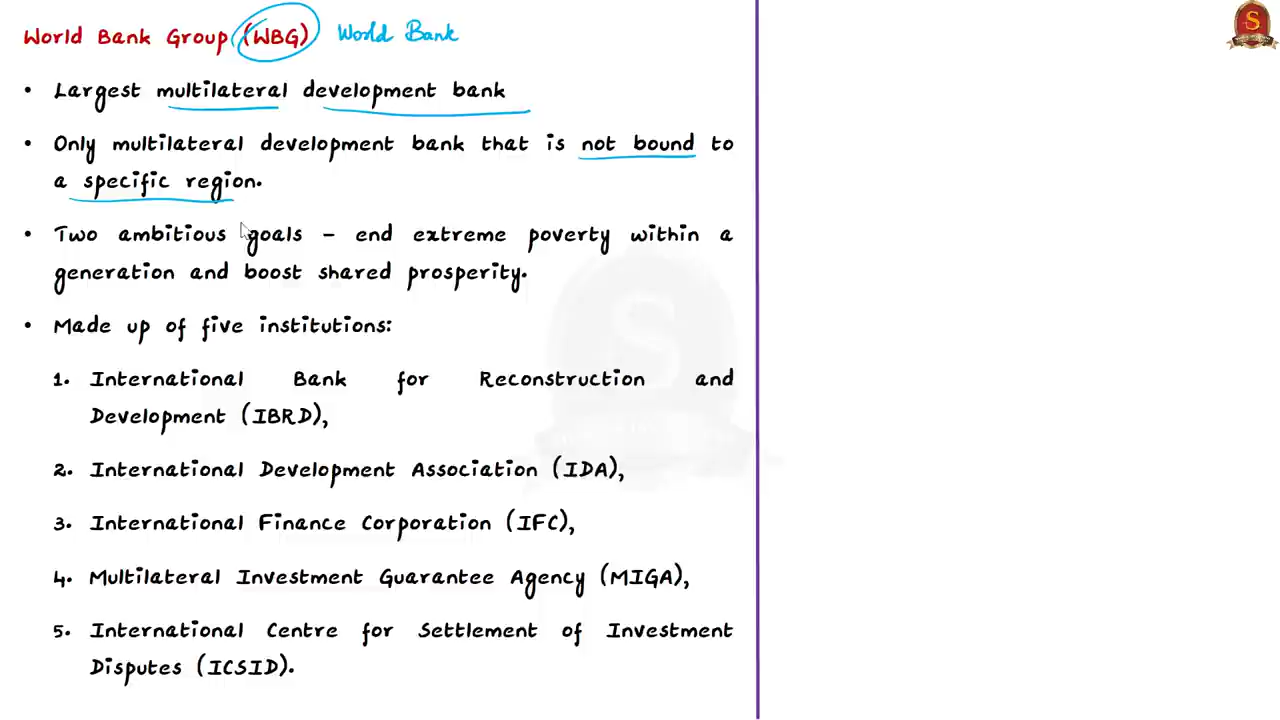 World Bank Group (WBG) World Bank
• Largest multilateral development bank
• Only multilateral development bank that is not bound to
a specific region.
• Two ambitious goals – end extreme poverty within a
generation and boost shared prosperity.
• Made up of five institutions:
1. International Bank for Reconstruction and
Development (IBRD),
2. International Development Association (IDA),
3. International Finance Corporation (IFC),
4. Multilateral Investment Guarantee Agency (MIGA),
5. International Centre for Settlement of Investment
Disputes (ICSID).
S
S